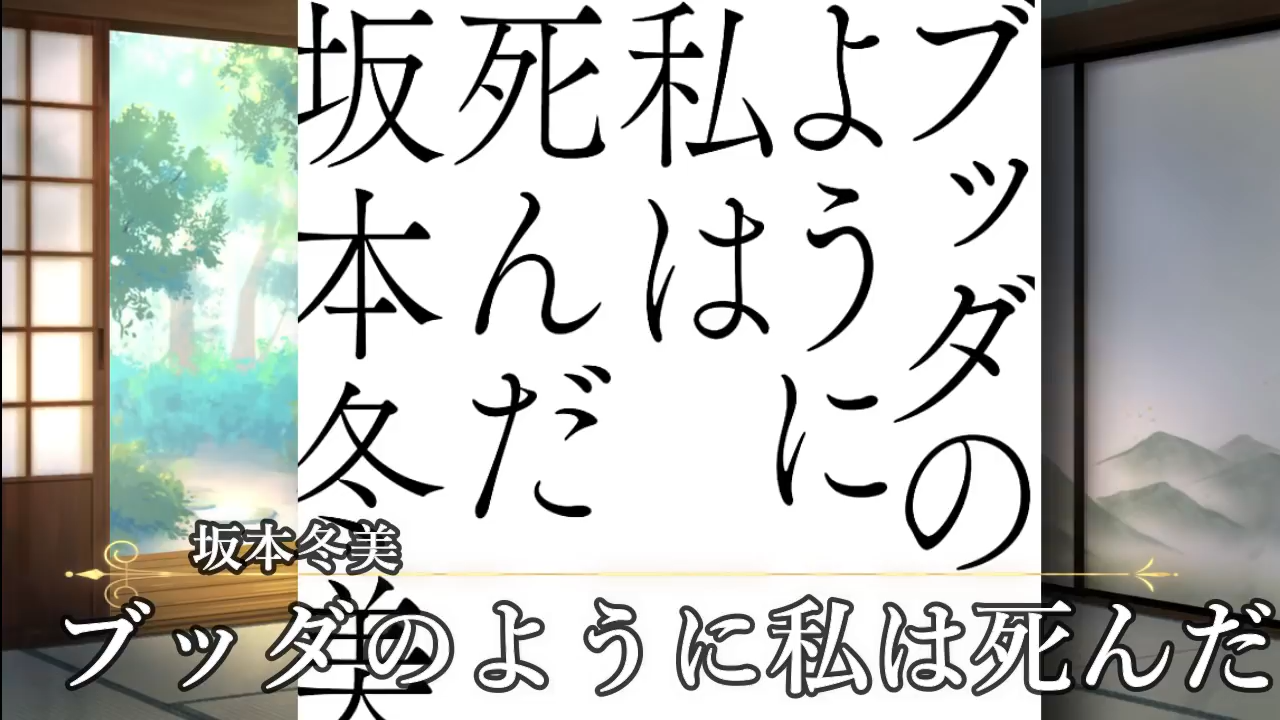 ブッダの
ように
私は
死んだ
坂本冬美
坂本冬美
ブッダのように私は死んだ